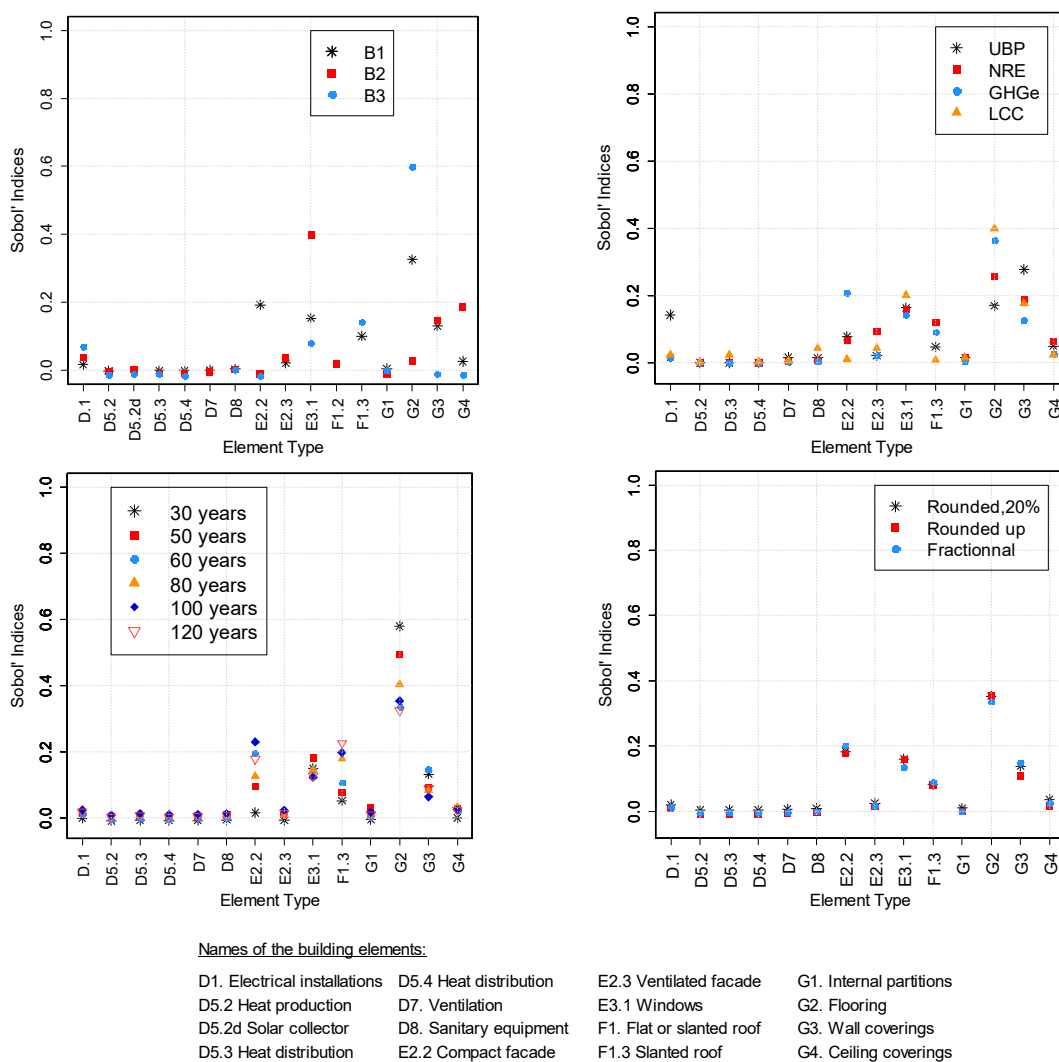 1.0
0.8
0.6
0.4
0.2
0.0
Sobol' Indices
B1
B2
B3
D.1
D5.2
D5.2d
D5.3
D5.4
D7
D8
E2.2
E2.3
E3.1
F1.2
F1.3
G1
G2
G3
G4
Element Type
1.0
0.8
0.6
0.4
0.2
0.0
Sobol' Indices
UBP
NRE
GHGe
LCC
D.1
D5.2
D5.3
D5.4
D7
D8
E2.2
E2.3
E3.1
F1.3
G1
G2
G3
G4
Element Type
1.0
0.8
0.6
0.4
0.2
0.0
Sobol' Indices
30 years
50 years
60 years
80 years
100 years
120 years
D.1
D5.2
D5.3
D5.4
D7
D8
E2.2
E2.3
E3.1
F1.3
G1
G2
G3
G4
Element Type
1.0
0.8
0.6
0.4
0.2
0.0
Sobol' Indices
Rounded,20%
Rounded up
Fractionnal
D.1
D5.2
D5.3
D5.4
D7
D8
E2.2
E2.3
E3.1
F1.3
G1
G2
G3
G4
Element Type
Names of the building elements:
D1. Electrical installations D5.4 Heat distribution E2.3 Ventilated facade G1. Internal partitions
D5.2 Heat production D7. Ventilation E3.1 Windows G2. Flooring
D5.2d Solar collector D8. Sanitary equipment F1. Flat or slanted roof G3. Wall coverings
D5.3 Heat distribution E2.2 Compact facade F1.3 Slanted roof G4. Ceiling coverings